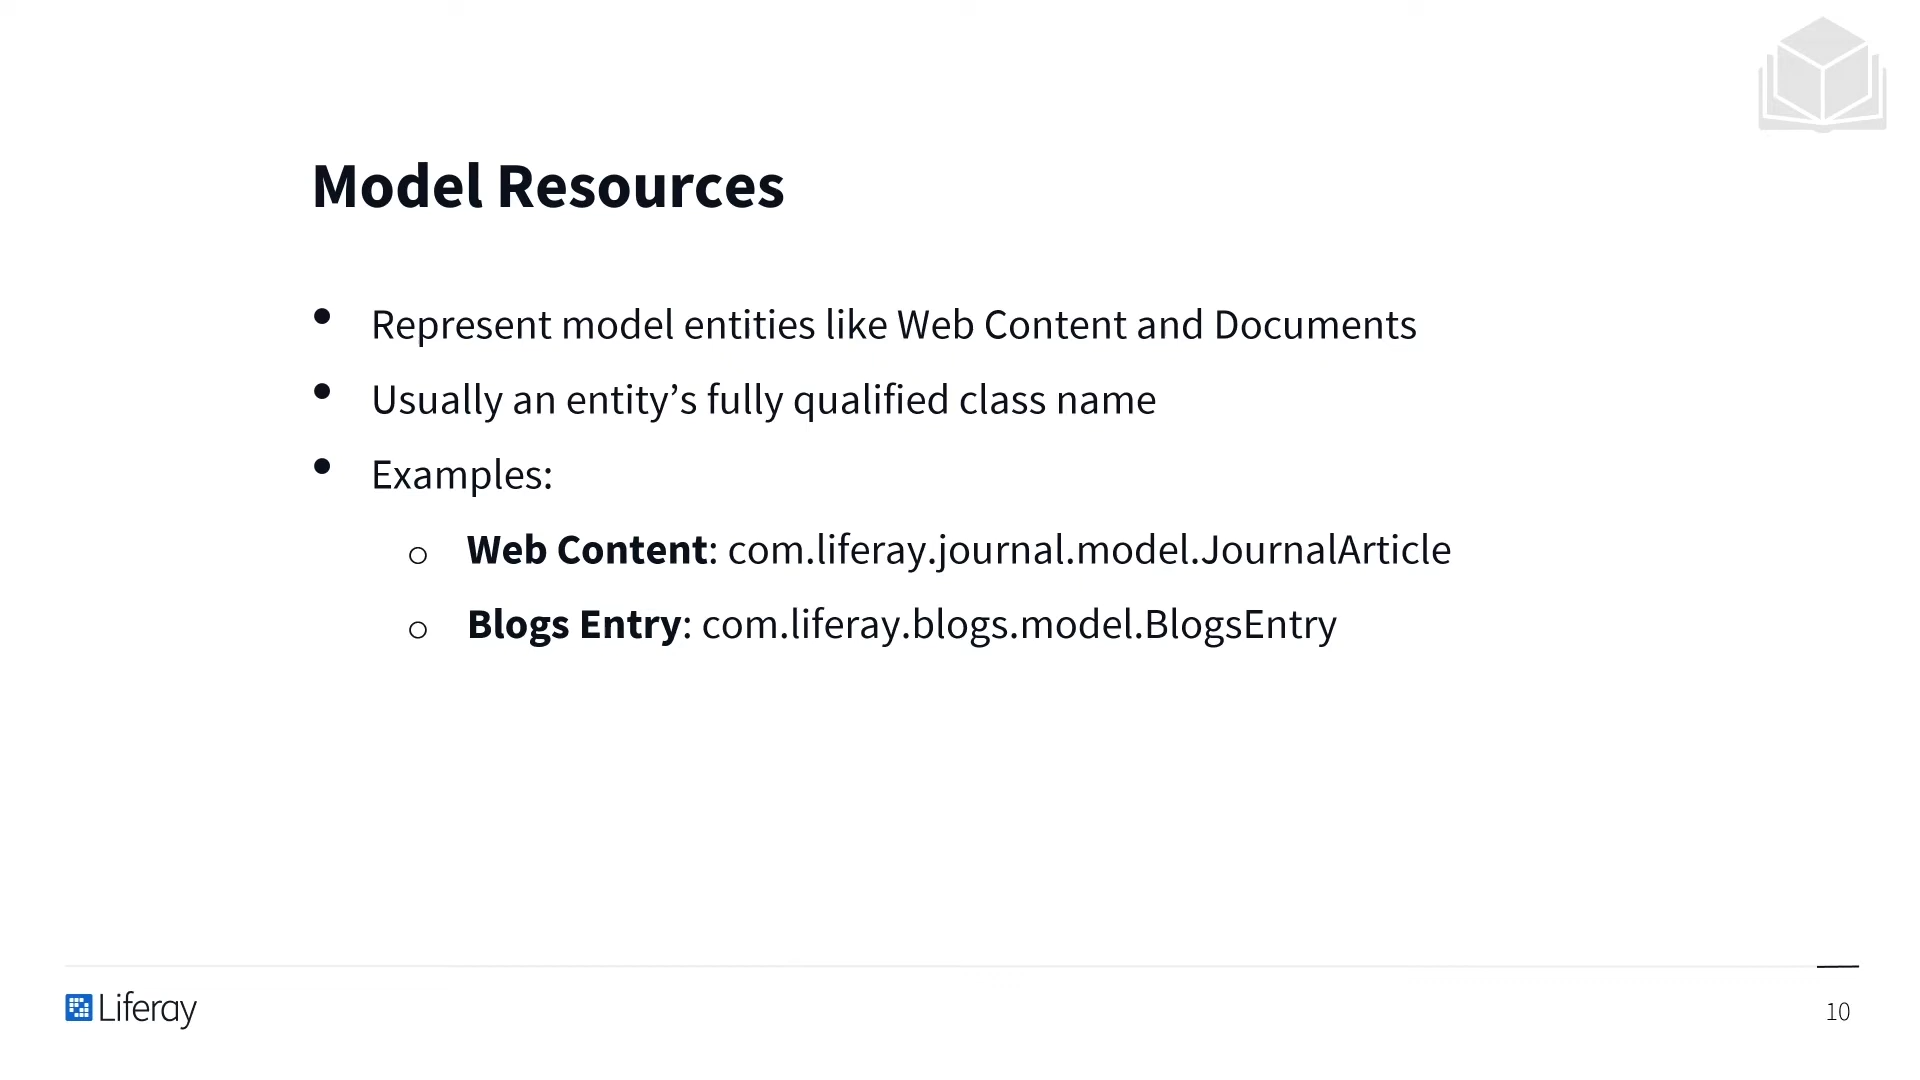 Model Resources
• Represent model entities like Web Content and Documents
• Usually an entity’s fully qualified class name
• Examples:
o Web Content: com.liferay.journal.model.JournalArticle
o Blogs Entry: com.liferay.blogs.model.BlogsEntry
Liferay
10